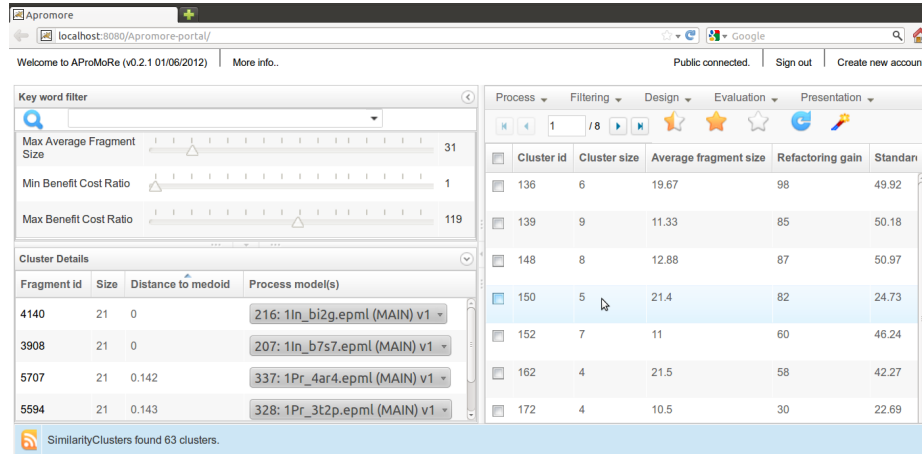 Apromore
localhost:8080/Apromore-portal/
Google
Welcome to AProMoRe (v0.2.1 01/06/2012) More info.. Public connected. Sign out Create new accoun
Key word filter
Max Average Fragment Size 31
Min Benefit Cost Ratio 1
Max Benefit Cost Ratio 119
Cluster Details
Fragment id Size Distance to medoid Process model(s)
4140 21 0 216: 1In_bi2g.epml (MAIN) v1
3908 21 0 207: 1In_b7s7.epml (MAIN) v1
5707 21 0.142 337: 1Pr_4ar4.epml (MAIN) v1
5594 21 0.143 328: 1Pr_3t2p.epml (MAIN) v1
Process Filtering Design Evaluation Presentation
1 / 8
Cluster id Cluster size Average fragment size Refactoring gain Standar
136 6 19.67 98 49.92
139 9 11.33 85 50.18
148 8 12.88 87 50.97
150 5 21.4 82 24.73
152 7 11 60 46.24
162 4 21.5 58 42.27
172 4 10.5 30 22.69
SimilarityClusters found 63 clusters.